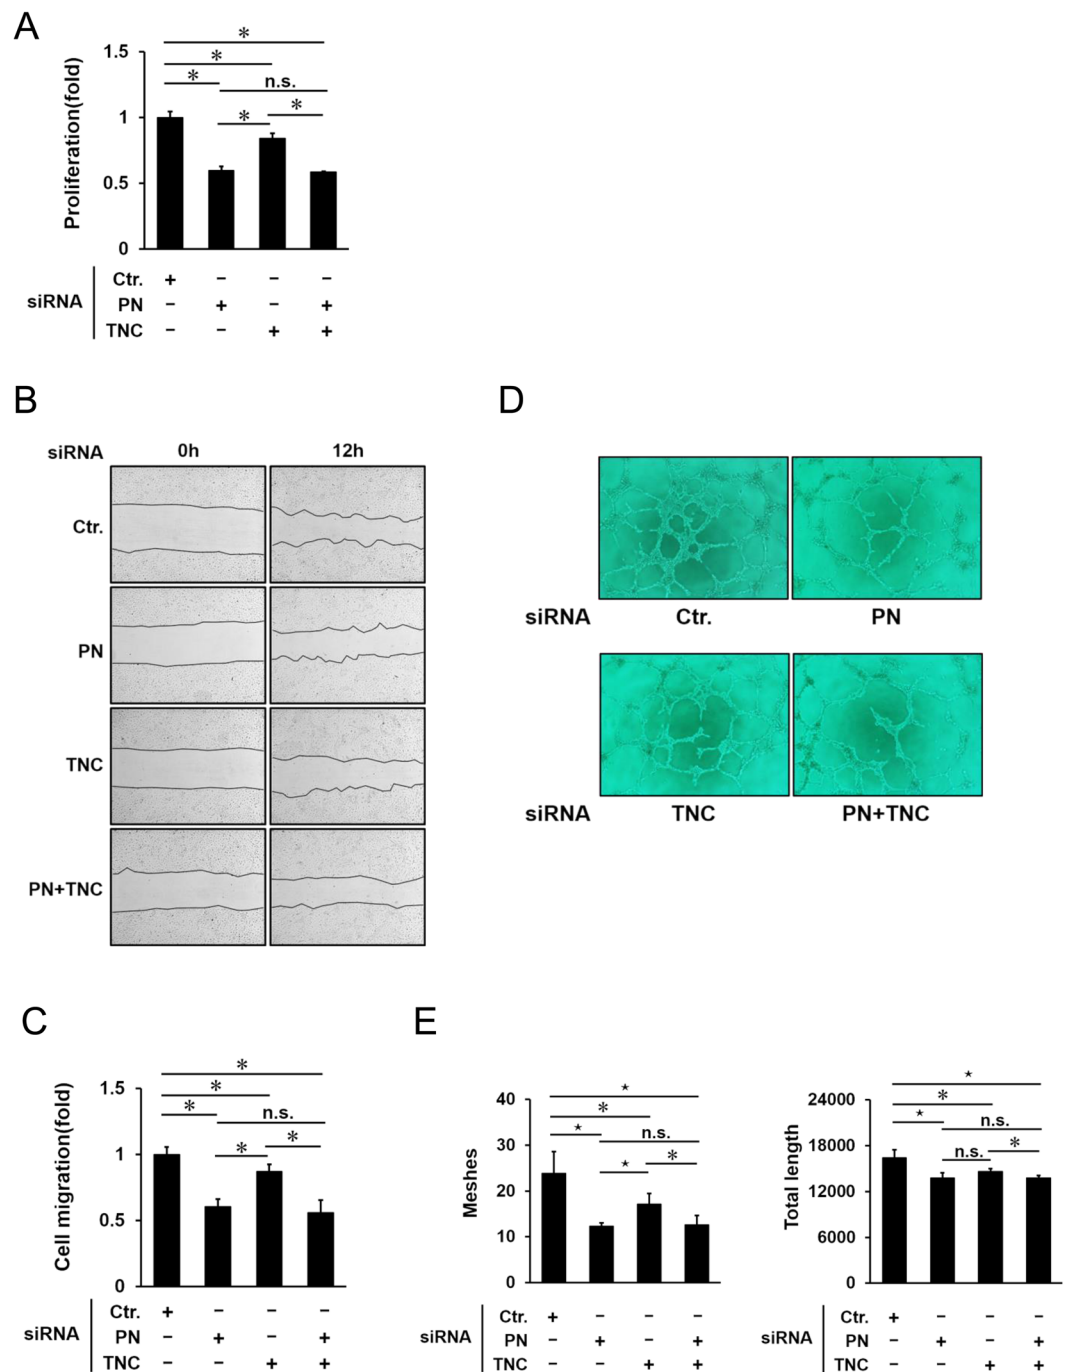 A
*
*
*
n.s.
*
*
1.5
1
0.5
0
Proliferation(fold)
siRNA
Ctr. + – – –
PN – + – +
TNC – – + +
B
siRNA 0h 12h
Ctr.
PN
TNC
PN+TNC
D
siRNA Ctr. PN
siRNA TNC PN+TNC
C
*
*
*
n.s.
*
*
1.5
1
0.5
0
Cell migration(fold)
siRNA
Ctr. + – – –
PN – + – +
TNC – – + +
E
⋆
*
⋆
n.s.
⋆
*
40
30
20
10
0
Meshes
siRNA
Ctr. + – – –
PN – + – +
TNC – – + +
⋆
*
⋆
n.s.
n.s.
*
24000
18000
12000
6000
0
Total length
siRNA
Ctr. + – – –
PN – + – +
TNC – – + +